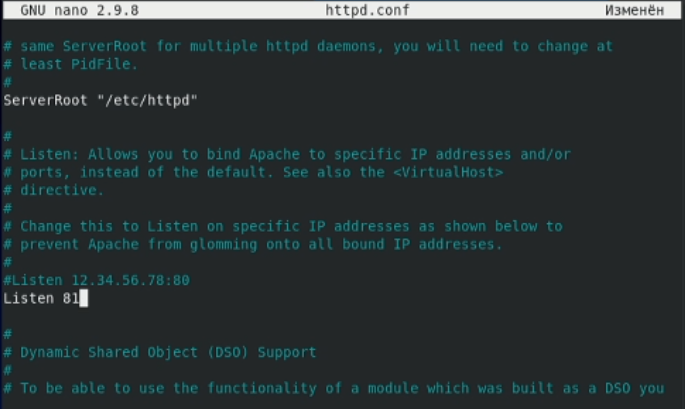 GNU nano 2.9.8 httpd.conf Изменён
# same ServerRoot for multiple httpd daemons, you will need to change at
# least PidFile.
#
ServerRoot "/etc/httpd"
#
# Listen: Allows you to bind Apache to specific IP addresses and/or
# ports, instead of the default. See also the <VirtualHost>
# directive.
#
# Change this to Listen on specific IP addresses as shown below to
# prevent Apache from glomming onto all bound IP addresses.
#
#Listen 12.34.56.78:80
Listen 81
#
# Dynamic Shared Object (DSO) Support
#
# To be able to use the functionality of a module which was built as a DSO you